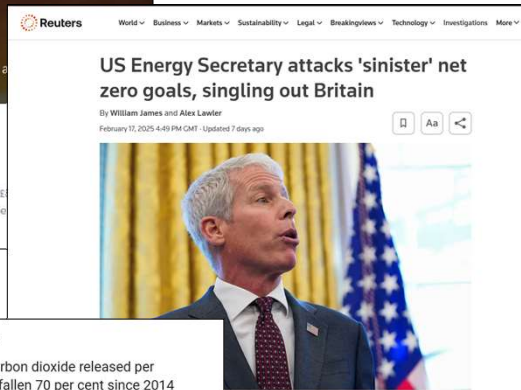 Reuters
World Business Markets Sustainability Legal Breakingviews Technology Investigations More
US Energy Secretary attacks 'sinister' net
zero goals, singling out Britain
By William James and Alex Lawler
February 17, 2025 4:49 PM GMT · Updated 7 days ago
Aa
rbon dioxide released per
fallen 70 per cent since 2014